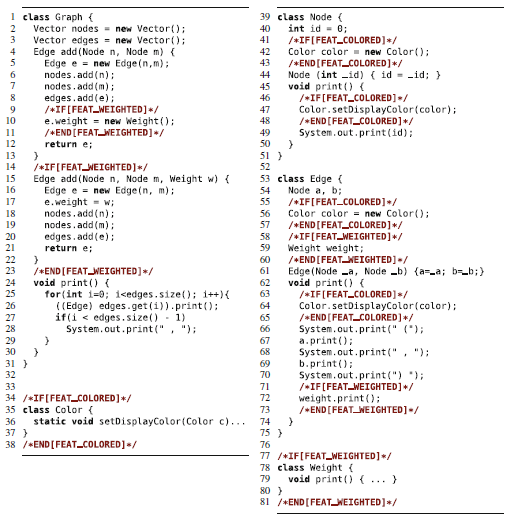 1 class Graph {
2 Vector nodes = new Vector();
3 Vector edges = new Vector();
4 Edge add(Node n, Node m) {
5 Edge e = new Edge(n,m);
6 nodes.add(n);
7 nodes.add(m);
8 edges.add(e);
9 /*IF[FEAT_WEIGHTED]*/
10 e.weight = new Weight();
11 /*END[FEAT_WEIGHTED]*/
12 return e;
13 }
14 /*IF[FEAT_WEIGHTED]*/
15 Edge add(Node n, Node m, Weight w) {
16 Edge e = new Edge(n, m);
17 e.weight = w;
18 nodes.add(n);
19 nodes.add(m);
20 edges.add(e);
21 return e;
22 }
23 /*END[FEAT_WEIGHTED]*/
24 void print() {
25 for(int i=0; i<edges.size(); i++){
26 ((Edge) edges.get(i)).print();
27 if(i < edges.size() - 1)
28 System.out.print(" , ");
29 }
30 }
31 }
32
33
34 /*IF[FEAT_COLORED]*/
35 class Color {
36 static void setDisplayColor(Color c)...
37 }
38 /*END[FEAT_COLORED]*/
39 class Node {
40 int id = 0;
41 /*IF[FEAT_COLORED]*/
42 Color color = new Color();
43 /*END[FEAT_COLORED]*/
44 Node (int _id) { id = _id; }
45 void print() {
46 /*IF[FEAT_COLORED]*/
47 Color.setDisplayColor(color);
48 /*END[FEAT_COLORED]*/
49 System.out.print(id);
50 }
51 }
52
53 class Edge {
54 Node a, b;
55 /*IF[FEAT_COLORED]*/
56 Color color = new Color();
57 /*END[FEAT_COLORED]*/
58 /*IF[FEAT_WEIGHTED]*/
59 Weight weight;
60 /*END[FEAT_WEIGHTED]*/
61 Edge(Node _a, Node _b) {a=_a; b=_b;}
62 void print() {
63 /*IF[FEAT_COLORED]*/
64 Color.setDisplayColor(color);
65 /*END[FEAT_COLORED]*/
66 System.out.print(" (");
67 a.print();
68 System.out.print(" , ");
69 b.print();
70 System.out.print(") ");
71 /*IF[FEAT_WEIGHTED]*/
72 weight.print();
73 /*END[FEAT_WEIGHTED]*/
74 }
75 }
76
77 /*IF[FEAT_WEIGHTED]*/
78 class Weight {
79 void print() { ... }
80 }
81 /*END[FEAT_WEIGHTED]*/